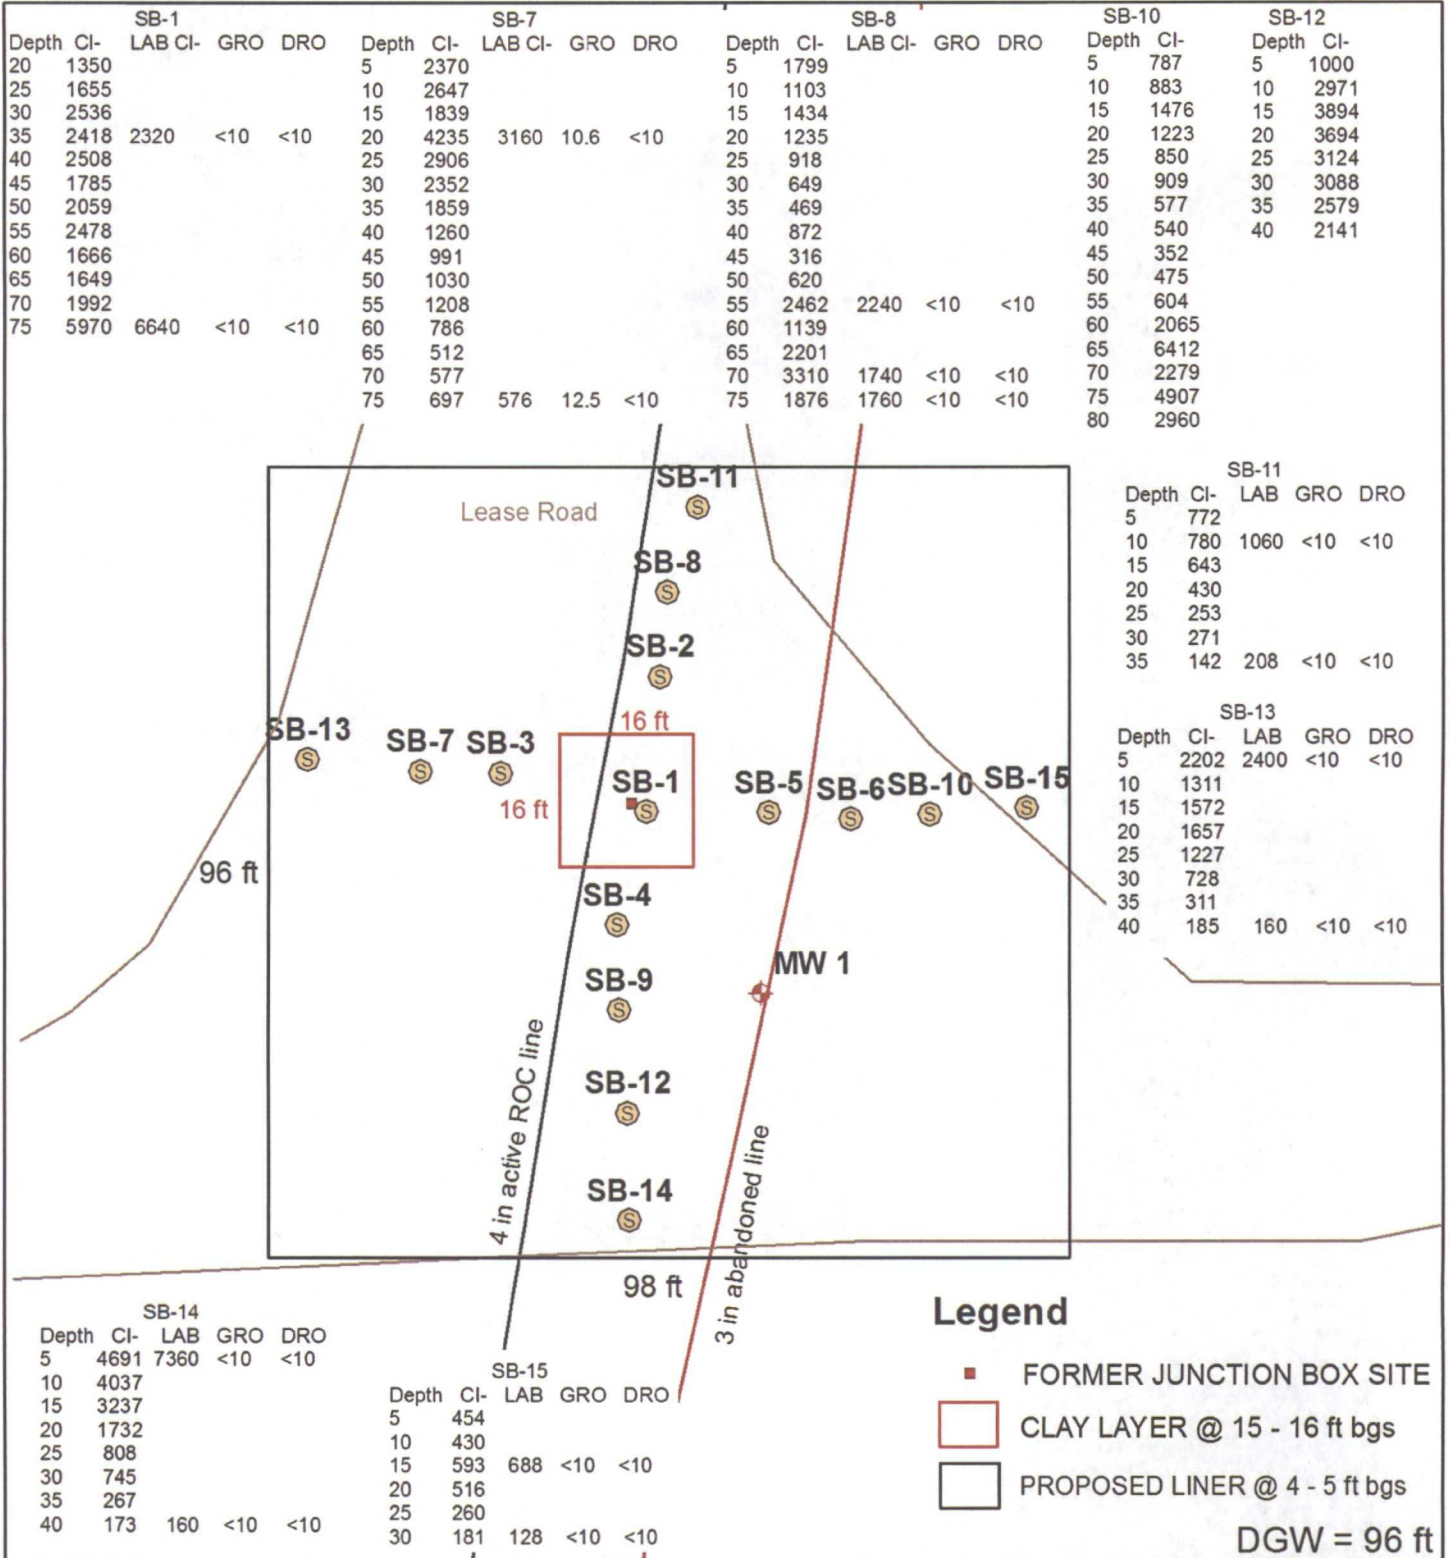 SB-1
Depth Cl- LAB Cl- GRO DRO
20 1350
25 1655
30 2536
35 2418 2320 <10 <10
40 2508
45 1785
50 2059
55 2478
60 1666
65 1649
70 1992
75 5970 6640 <10 <10
SB-7
Depth Cl- LAB Cl- GRO DRO
5 2370
10 2647
15 1839
20 4235 3160 10.6 <10
25 2906
30 2352
35 1859
40 1260
45 991
50 1030
55 1208
60 786
65 512
70 577
75 697 576 12.5 <10
SB-8
Depth Cl- LAB Cl- GRO DRO
5 1799
10 1103
15 1434
20 1235
25 918
30 649
35 469
40 872
45 316
50 620
55 2462 2240 <10 <10
60 1139
65 2201
70 3310 1740 <10 <10
75 1876 1760 <10 <10
SB-10
Depth Cl-
5 787
10 883
15 1476
20 1223
25 850
30 909
35 577
40 540
45 352
50 475
55 604
60 2065
65 6412
70 2279
75 4907
80 2960
SB-12
Depth Cl-
5 1000
10 2971
15 3894
20 3694
25 3124
30 3088
35 2579
40 2141
SB-11
Depth Cl- LAB GRO DRO
5 772
10 780 1060 <10 <10
15 643
20 430
25 253
30 271
35 142 208 <10 <10
SB-13
Depth Cl- LAB GRO DRO
5 2202 2400 <10 <10
10 1311
15 1572
20 1657
25 1227
30 728
35 311
40 185 160 <10 <10
SB-11
Lease Road
S
SB-8
S
SB-2
S
16 ft
SB-13
S
SB-7
S
SB-3
S
SB-1
S
16 ft
SB-5
S
SB-6
S
SB-10
S
SB-15
S
96 ft
SB-4
S
MW 1
SB-9
S
4 in active ROC line
SB-12
S
3 in abandoned line
SB-14
S
98 ft
SB-14
Depth Cl- LAB GRO DRO
5 4691 7360 <10 <10
10 4037
15 3237
20 1732
25 808
30 745
35 267
40 173 160 <10 <10
SB-15
Depth Cl- LAB GRO DRO
5 454
10 430
15 593 688 <10 <10
20 516
25 260
30 181 128 <10 <10
Legend
FORMER JUNCTION BOX SITE
CLAY LAYER @ 15 - 16 ft bgs
PROPOSED LINER @ 4 - 5 ft bgs
DGW = 96 ft